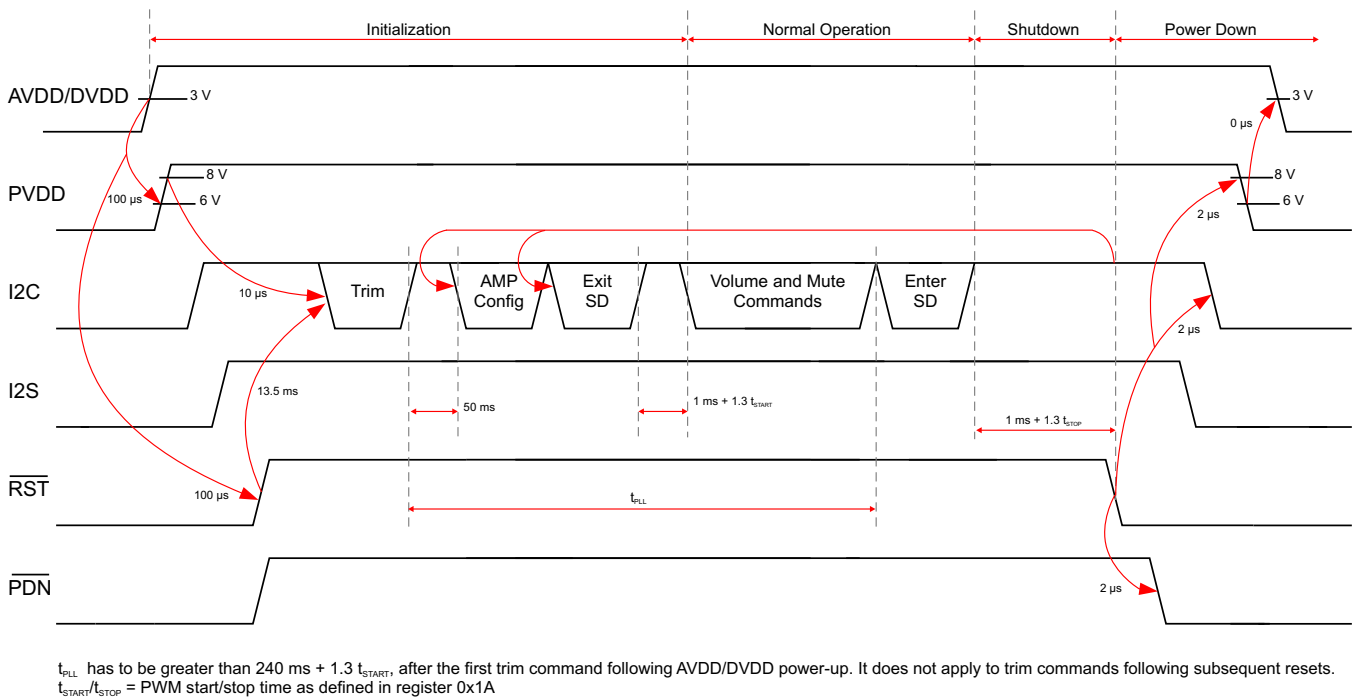 Initialization Normal Operation Shutdown Power Down
AVDD/DVDD
3 V
3 V
0 µs
PVDD
8 V
6 V
100 µs
8 V
6 V
2 µs
I2C
10 µs
Trim
AMP
Config
Exit
SD
Volume and Mute
Commands
Enter
SD
2 µs
I2S
13.5 ms
50 ms
1 ms + 1.3 tSTART
1 ms + 1.3 tSTOP
RST
100 µs
tPLL
PDN
2 µs
tPLL has to be greater than 240 ms + 1.3 tSTART, after the first trim command following AVDD/DVDD power-up. It does not apply to trim commands following subsequent resets.
tSTART/tSTOP = PWM start/stop time as defined in register 0x1A